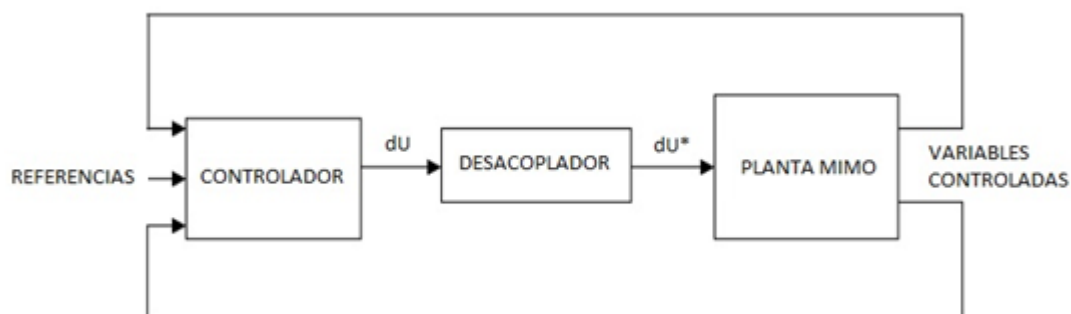 REFERENCIAS
CONTROLADOR
dU
DESACOPLADOR
dU*
PLANTA MIMO
VARIABLES
CONTROLADAS